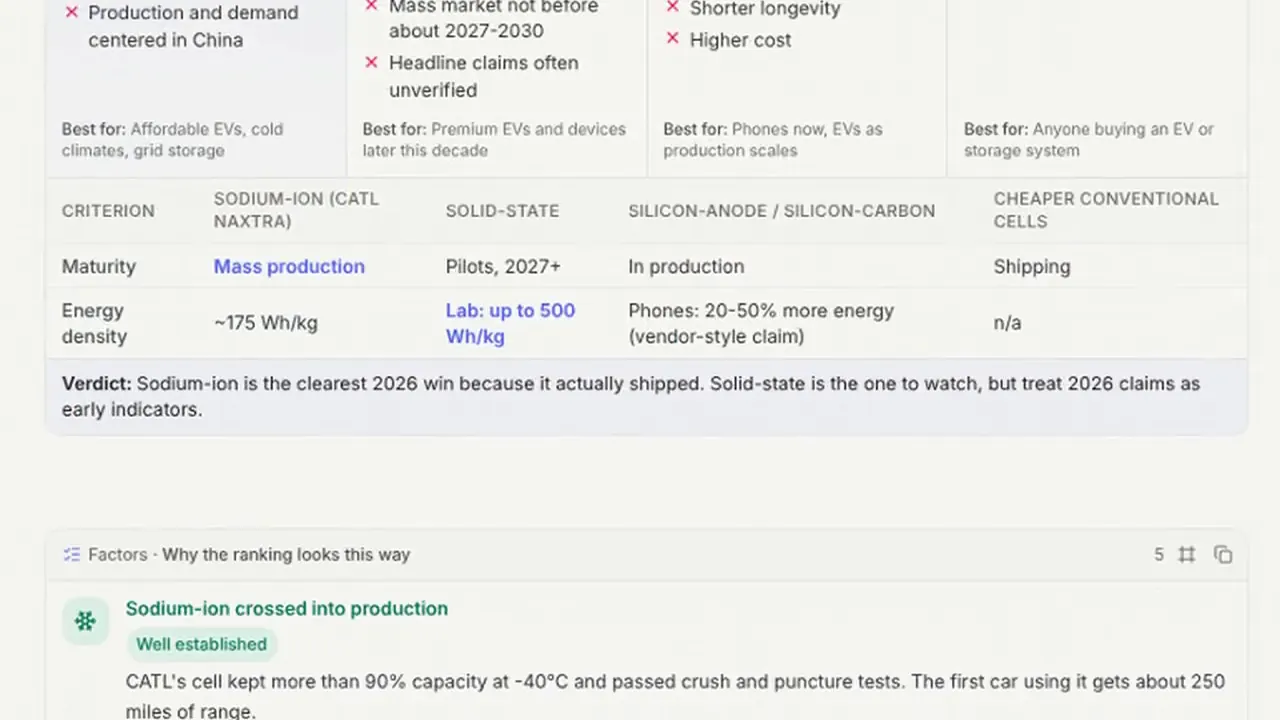 ✕ Production and demand
centered in China
✕ Mass market not before
about 2027-2030
✕ Headline claims often
unverified
✕ Shorter longevity
✕ Higher cost
Best for: Affordable EVs, cold
climates, grid storage
Best for: Premium EVs and devices
later this decade
Best for: Phones now, EVs as
production scales
Best for: Anyone buying an EV or
storage system
CRITERION
SODIUM-ION (CATL
NAXTRA)
SOLID-STATE
SILICON-ANODE / SILICON-CARBON
CHEAPER CONVENTIONAL
CELLS
Maturity
Mass production
Pilots, 2027+
In production
Shipping
Energy
density
~175 Wh/kg
Lab: up to 500
Wh/kg
Phones: 20-50% more energy
(vendor-style claim)
n/a
Verdict: Sodium-ion is the clearest 2026 win because it actually shipped. Solid-state is the one to watch, but treat 2026 claims as
early indicators.
Factors · Why the ranking looks this way
5
Sodium-ion crossed into production
Well established
CATL's cell kept more than 90% capacity at -40°C and passed crush and puncture tests. The first car using it gets about 250
miles of range.